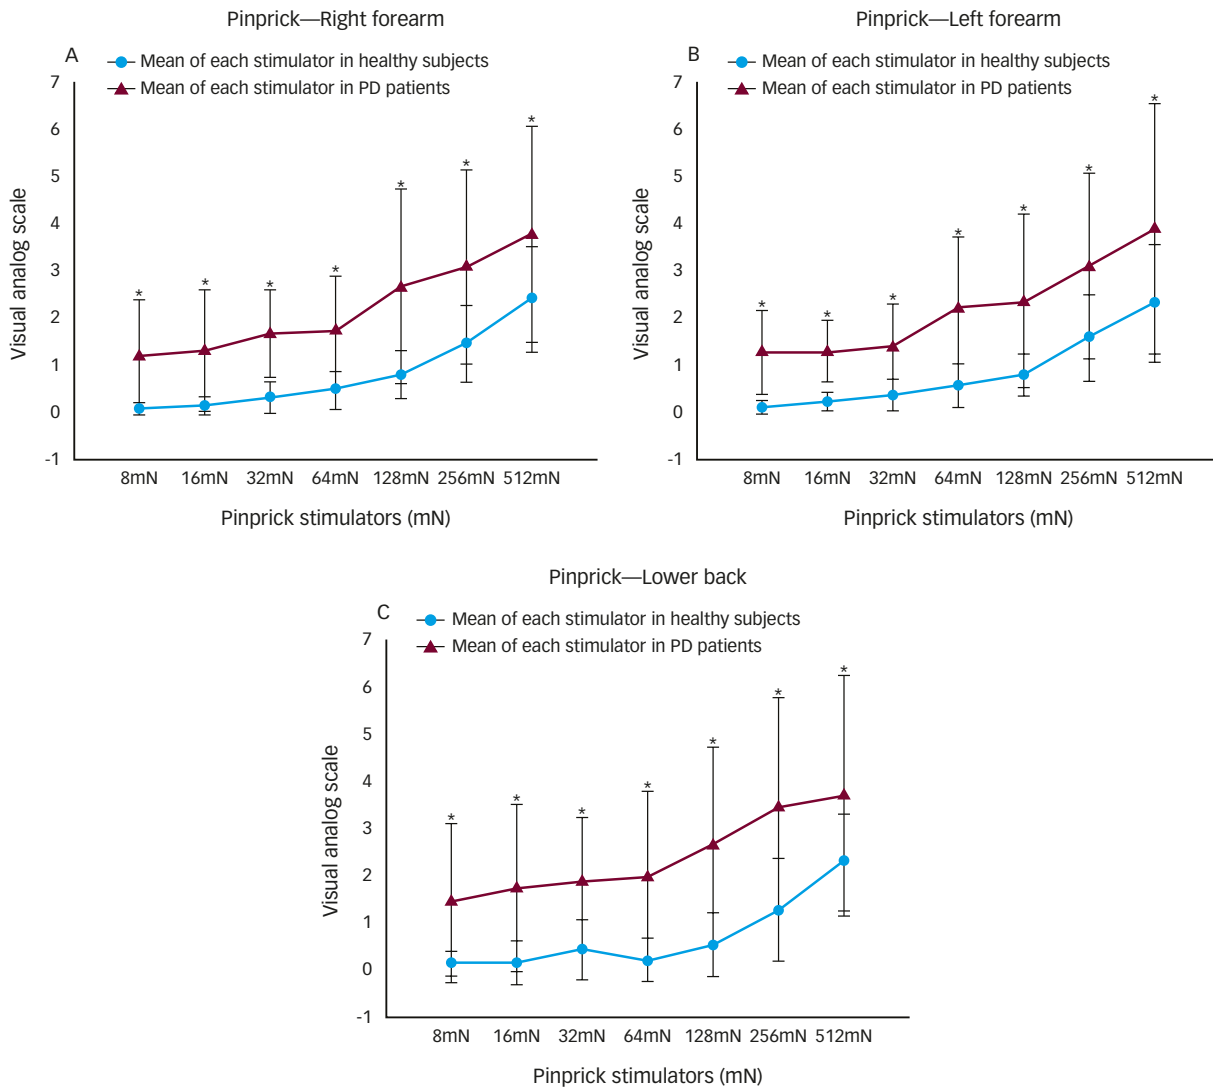 Pinprick—Right forearm
A
Mean of each stimulator in healthy subjects
Mean of each stimulator in PD patients
7
6
5
4
3
2
1
0
-1
Visual analog scale
* * * * * * *
8mN 16mN 32mN 64mN 128mN 256mN 512mN
Pinprick stimulators (mN)
Pinprick—Left forearm
B
Mean of each stimulator in healthy subjects
Mean of each stimulator in PD patients
7
6
5
4
3
2
1
0
-1
Visual analog scale
* * * * * * *
8mN 16mN 32mN 64mN 128mN 256mN 512mN
Pinprick stimulators (mN)
Pinprick—Lower back
C
Mean of each stimulator in healthy subjects
Mean of each stimulator in PD patients
7
6
5
4
3
2
1
0
-1
Visual analog scale
* * * * * * *
8mN 16mN 32mN 64mN 128mN 256mN 512mN
Pinprick stimulators (mN)